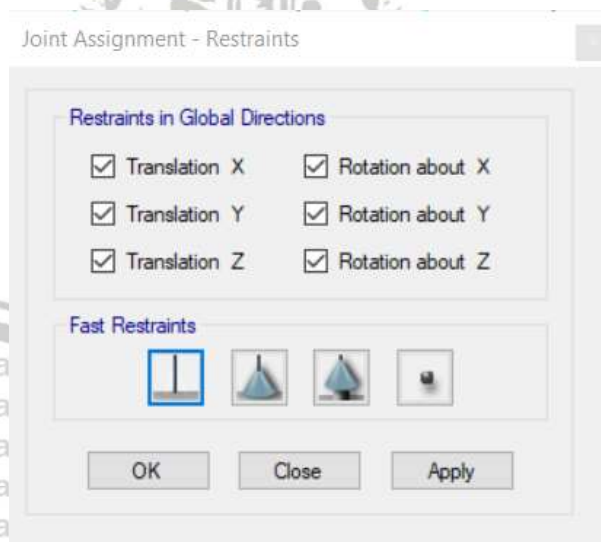 Joint Assignment - Restraints
Restraints in Global Directions
Translation X Rotation about X
Translation Y Rotation about Y
Translation Z Rotation about Z
Fast Restraints
OK Close Apply